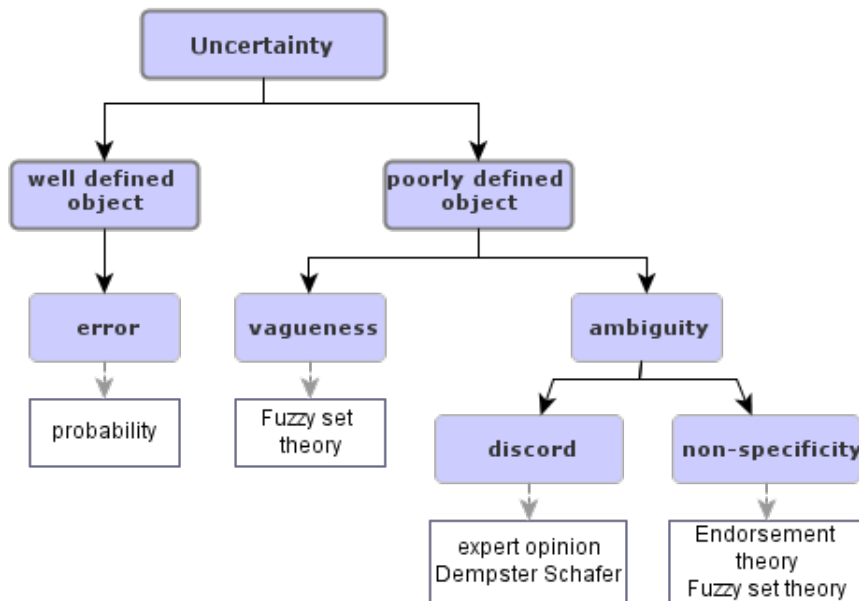 Uncertainty
well defined
object
poorly defined
object
error
vagueness
ambiguity
probability
Fuzzy set
theory
discord
non-specificity
expert opinion
Dempster Schafer
Endorsement
theory
Fuzzy set theory